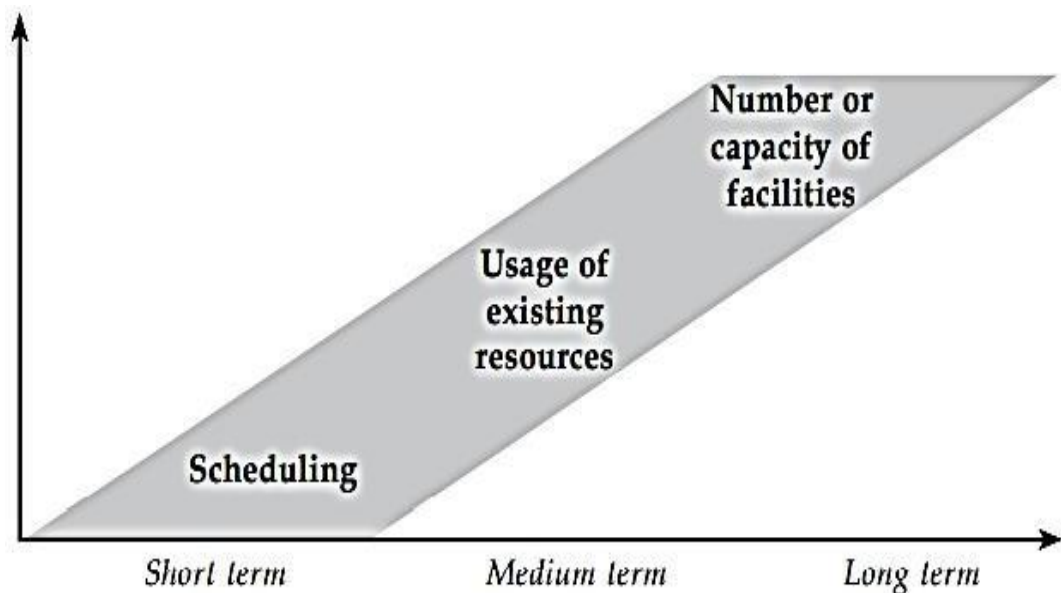 Number or
capacity of
facilities
Usage of
existing
resources
Scheduling
Short term Medium term Long term